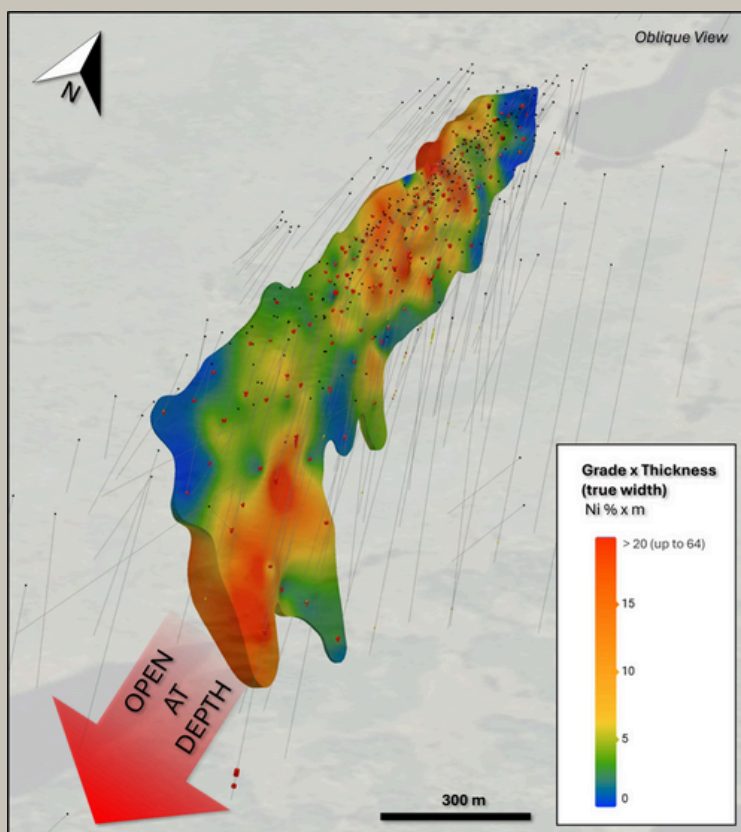 Oblique View
N
Grade x Thickness
(true width)
Ni % x m
> 20 (up to 64)
15
10
5
0
OPEN
AT
DEPTH
300 m